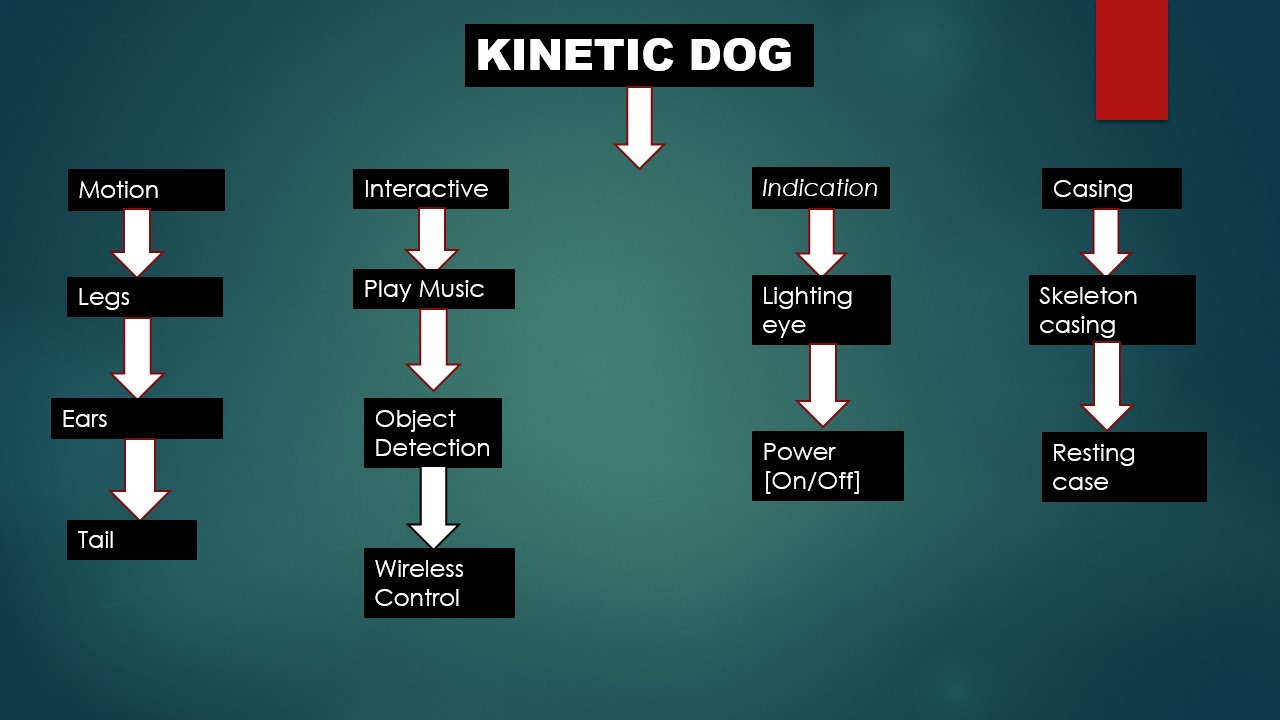 KINETIC DOG
Motion
Legs
Ears
Tail
Interactive
Play Music
Object
Detection
Wireless
Control
Indication
Lighting
eye
Power
[On/Off]
Casing
Skeleton
casing
Resting
case